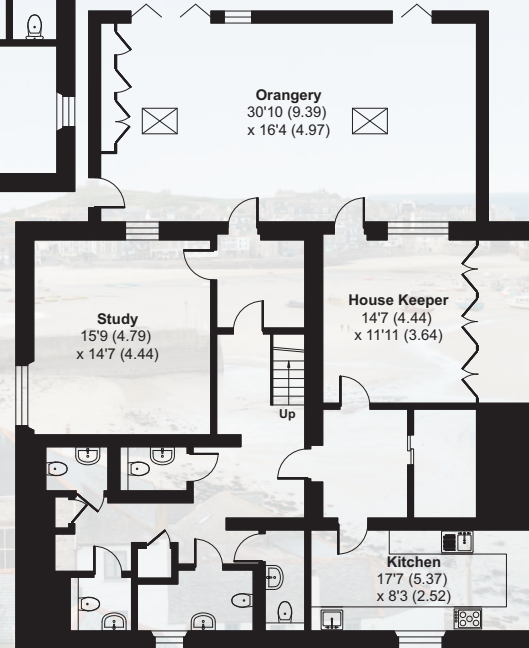 Orangery
30'10 (9.39)
x 16'4 (4.97)
Study
15'9 (4.79)
x 14'7 (4.44)
House Keeper
14'7 (4.44)
x 11'11 (3.64)
Up
Kitchen
17'7 (5.37)
x 8'3 (2.52)